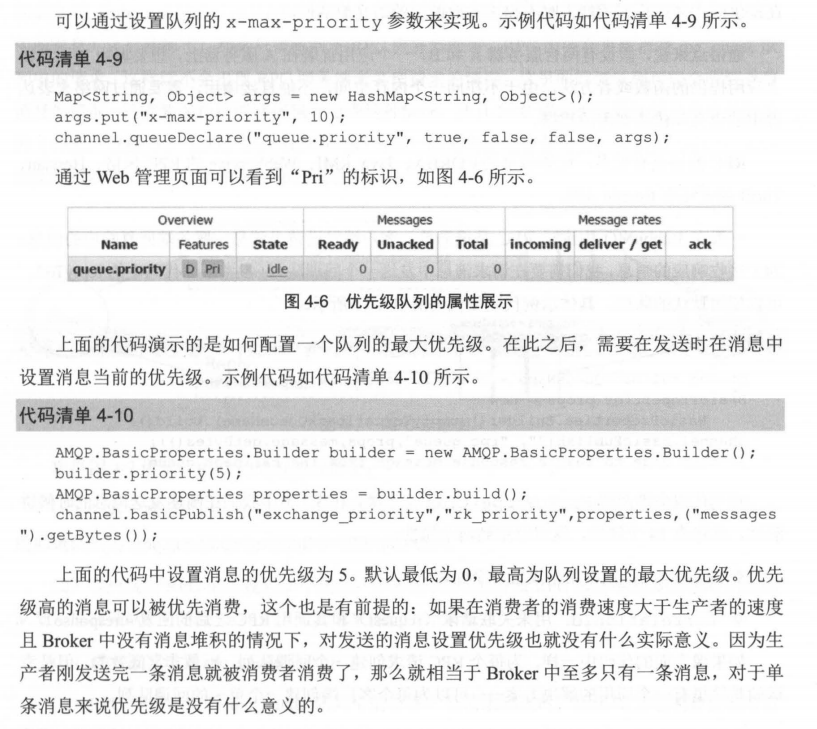 可以通过设置队列的 x-max-priority 参数来实现。示例代码如代码清单 4-9 所示。
代码清单 4-9
Map<String, Object> args = new HashMap<String, Object>();
args.put("x-max-priority", 10);
channel.queueDeclare("queue.priority", true, false, false, args);
通过 Web 管理页面可以看到“Pri”的标识，如图 4-6 所示。
Overview Messages Message rates
Name Features State Ready Unacked Total incoming deliver / get ack
queue.priority D Pri idle 0 0 0
图 4-6 优先级队列的属性展示
上面的代码演示的是如何配置一个队列的最大优先级。在此之后，需要在发送时在消息中
设置消息当前的优先级。示例代码如代码清单 4-10 所示。
代码清单 4-10
AMQP.BasicProperties.Builder builder = new AMQP.BasicProperties.Builder();
builder.priority(5);
AMQP.BasicProperties properties = builder.build();
channel.basicPublish("exchange_priority","rk_priority",properties,("messages
").getBytes());
上面的代码中设置消息的优先级为 5。默认最低为 0，最高为队列设置的最大优先级。优先
级高的消息可以被优先消费，这个也是有前提的：如果在消费者的消费速度大于生产者的速度
且 Broker 中没有消息堆积的情况下，对发送的消息设置优先级也就没有什么实际意义。因为生
产者刚发送完一条消息就被消费者消费了，那么就相当于 Broker 中至多只有一条消息，对于单
条消息来说优先级是没有什么意义的。